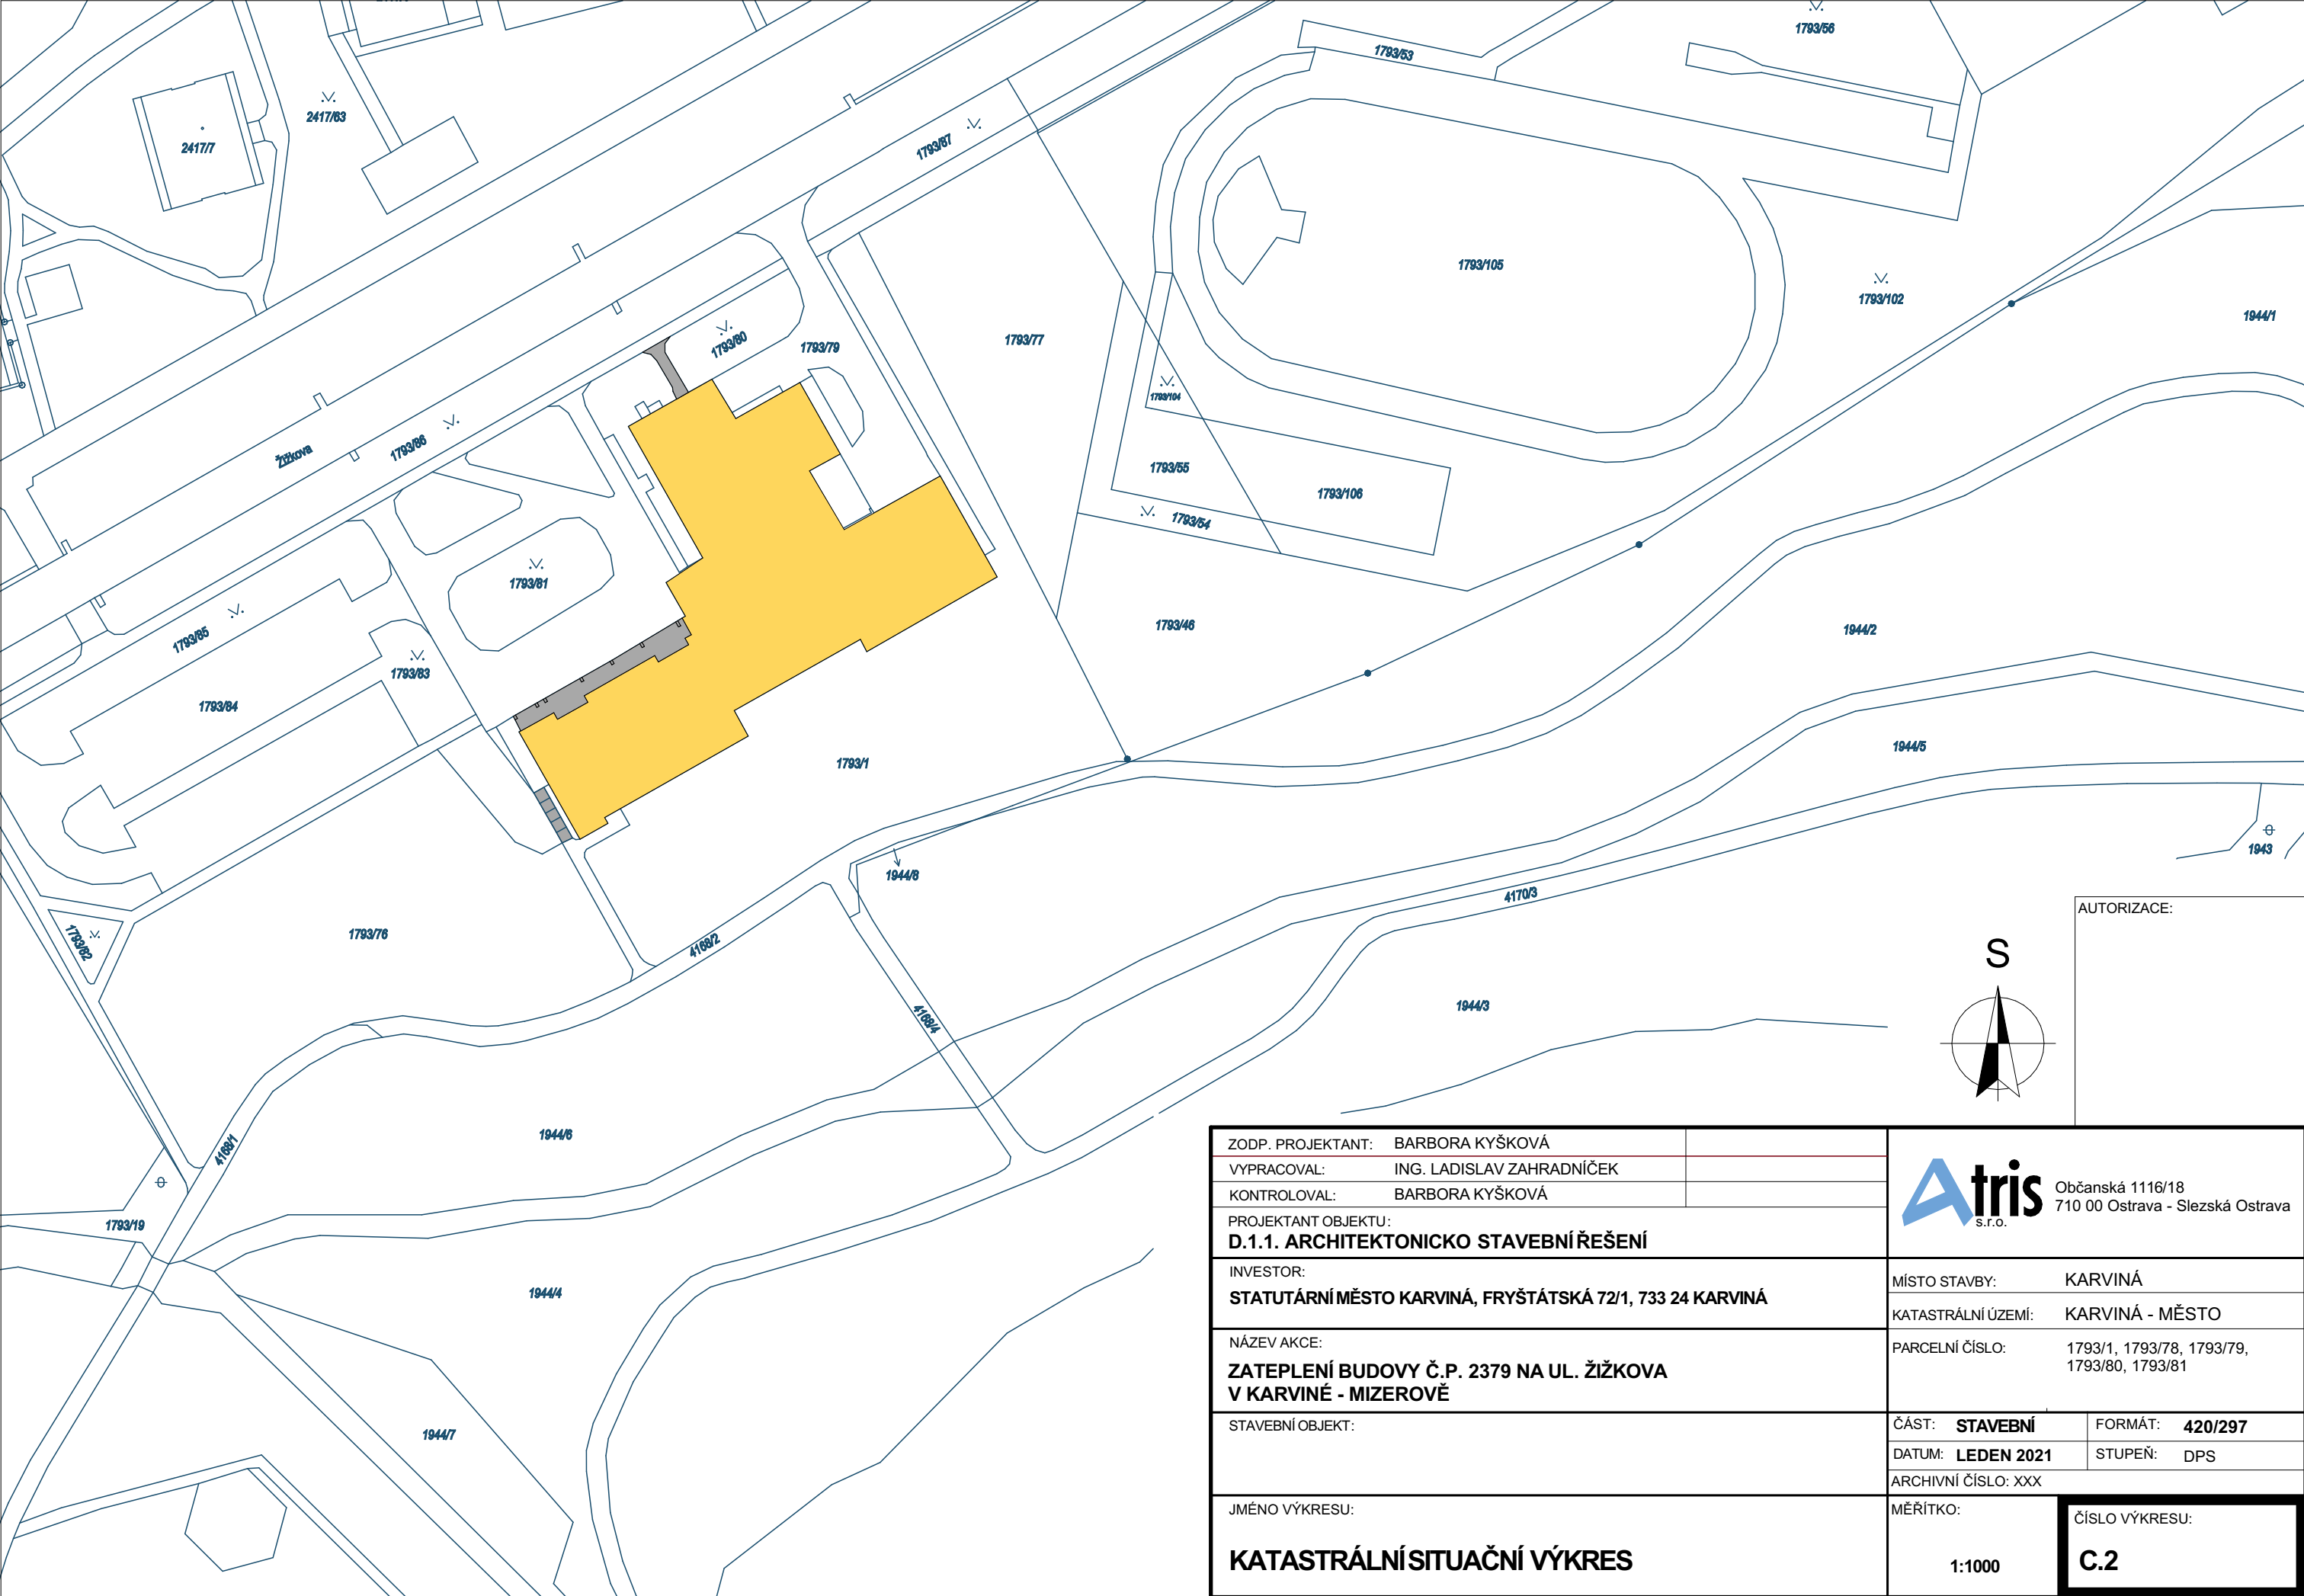 1793/53
1793/56
2417/63
2417/7
1793/87
1793/105
1793/102
1944/1
1793/80
1793/79
1793/77
1793/104
Žižkova
1793/86
1793/55
1793/106
1793/54
1793/81
1793/85
1793/46
1944/2
1793/83
1793/84
1793/1
1944/5
1943
1944/8
4170/3
AUTORIZACE:
1793/82
1793/76
4168/2
S
4168/4
1944/3
4168/1
1944/6
1793/19
1944/4
1944/7
ZODP. PROJEKTANT: BARBORA KYŠKOVÁ
VYPRACOVAL: ING. LADISLAV ZAHRADNÍČEK
KONTROLOVAL: BARBORA KYŠKOVÁ
PROJEKTANT OBJEKTU:
D.1.1. ARCHITEKTONICKO STAVEBNÍ ŘEŠENÍ
INVESTOR:
STATUTÁRNÍ MĚSTO KARVINÁ, FRYŠTÁTSKÁ 72/1, 733 24 KARVINÁ
NÁZEV AKCE:
ZATEPLENÍ BUDOVY Č.P. 2379 NA UL. ŽIŽKOVA
V KARVINÉ - MIZEROVĚ
STAVEBNÍ OBJEKT:
JMÉNO VÝKRESU:
KATASTRÁLNÍ SITUAČNÍ VÝKRES
Atris
s.r.o.
Občanská 1116/18
710 00 Ostrava - Slezská Ostrava
MÍSTO STAVBY: KARVINÁ
KATASTRÁLNÍ ÚZEMÍ: KARVINÁ - MĚSTO
PARCELNÍ ČÍSLO: 1793/1, 1793/78, 1793/79,
1793/80, 1793/81
ČÁST: STAVEBNÍ FORMÁT: 420/297
DATUM: LEDEN 2021 STUPEŇ: DPS
ARCHIVNÍ ČÍSLO: XXX
MĚŘÍTKO:
1:1000
ČÍSLO VÝKRESU:
C.2